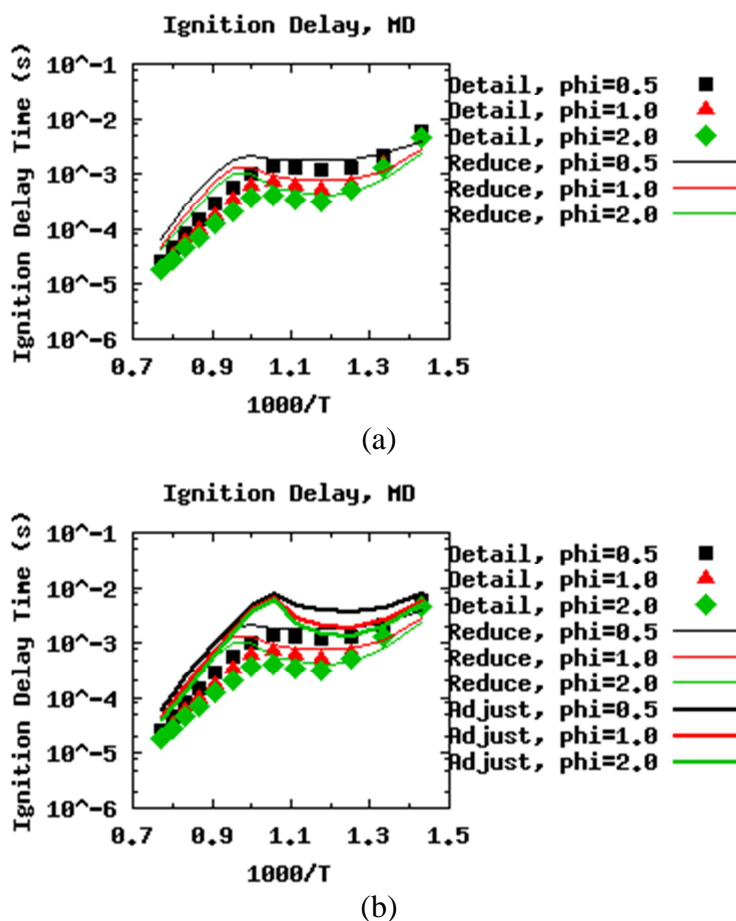 Ignition Delay, MD
Ignition Delay Time (s)
10^-1
10^-2
10^-3
10^-4
10^-5
10^-6
0.7 0.9 1.1 1.3 1.5
1000/T
Detail, phi=0.5
Detail, phi=1.0
Detail, phi=2.0
Reduce, phi=0.5
Reduce, phi=1.0
Reduce, phi=2.0
(a)
Ignition Delay, MD
Ignition Delay Time (s)
10^-1
10^-2
10^-3
10^-4
10^-5
10^-6
0.7 0.9 1.1 1.3 1.5
1000/T
Detail, phi=0.5
Detail, phi=1.0
Detail, phi=2.0
Reduce, phi=0.5
Reduce, phi=1.0
Reduce, phi=2.0
Adjust, phi=0.5
Adjust, phi=1.0
Adjust, phi=2.0
(b)